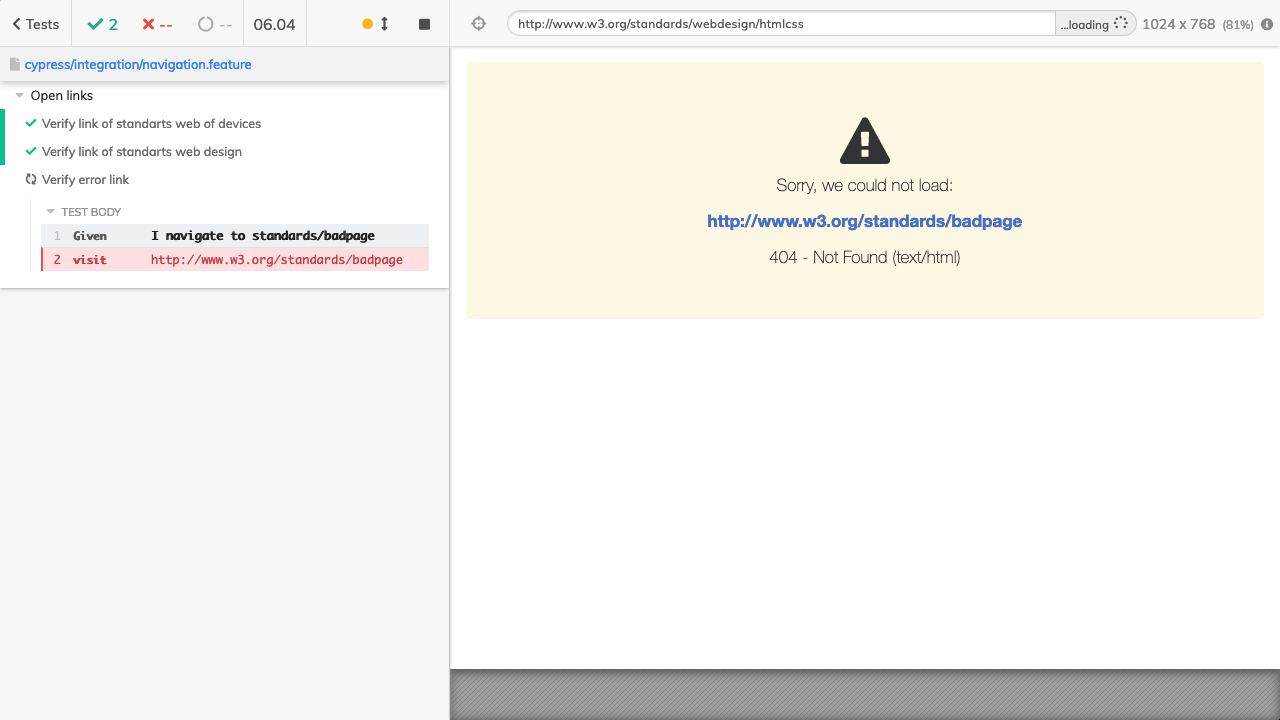 Tests 2 -- -- 06.04
http://www.w3.org/standards/webdesign/htmlcss ...loading 1024 x 768 (81%)
cypress/integration/navigation.feature
Open links
Verify link of standarts web of devices
Verify link of standarts web design
Verify error link
TEST BODY
1 Given I navigate to standards/badpage
2 visit http://www.w3.org/standards/badpage
Sorry, we could not load:
http://www.w3.org/standards/badpage
404 - Not Found (text/html)